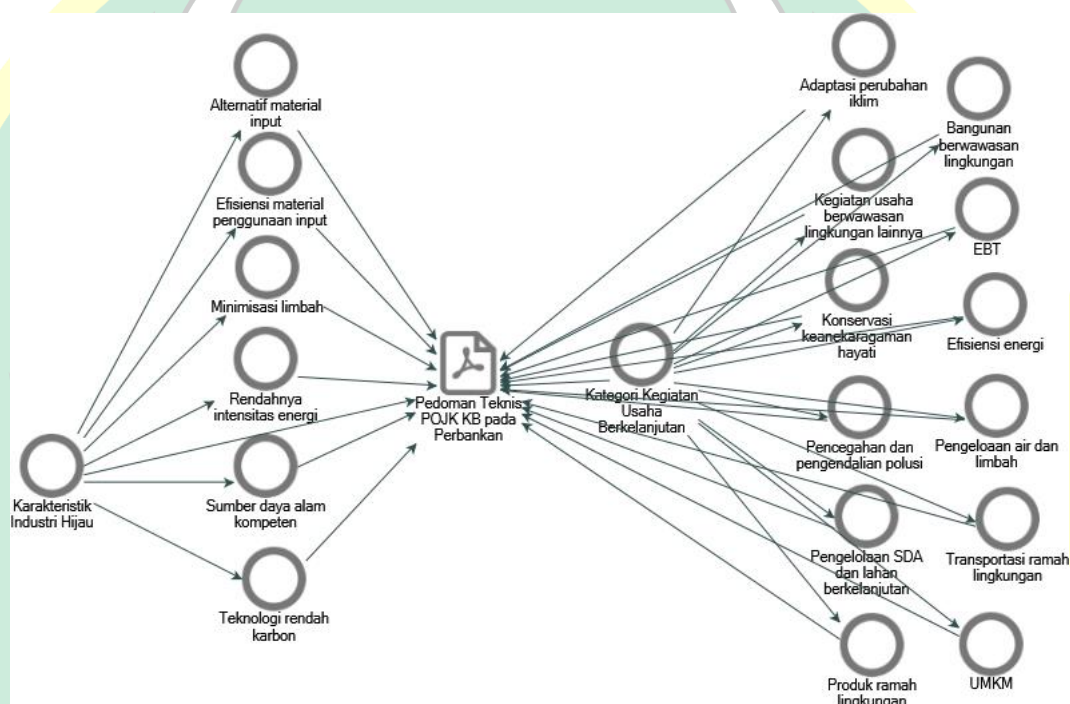 Alternatif material
input
Efisiensi material
penggunaan input
Minimisasi limbah
Rendahnya
intensitas energi
Karakteristik
Industri Hijau
Sumber daya alam
kompeten
Teknologi rendah
karbon
Pedoman Teknis
POJK KB pada
Perbankan
Kategori Kegiatan
Usaha
Berkelanjutan
Adaptasi perubahan
iklim
Bangunan
berwawasan
lingkungan
Kegiatan usaha
berwawasan
lingkungan lainnya
EBT
Konservasi
keanekaragaman
hayati
Efisiensi energi
Pencegahan dan
pengendalian polusi
Pengeloaan air dan
limbah
Pengelolaan SDA
dan lahan
berkelanjutan
Transportasi ramah
lingkungan
Produk ramah
lingkungan
UMKM